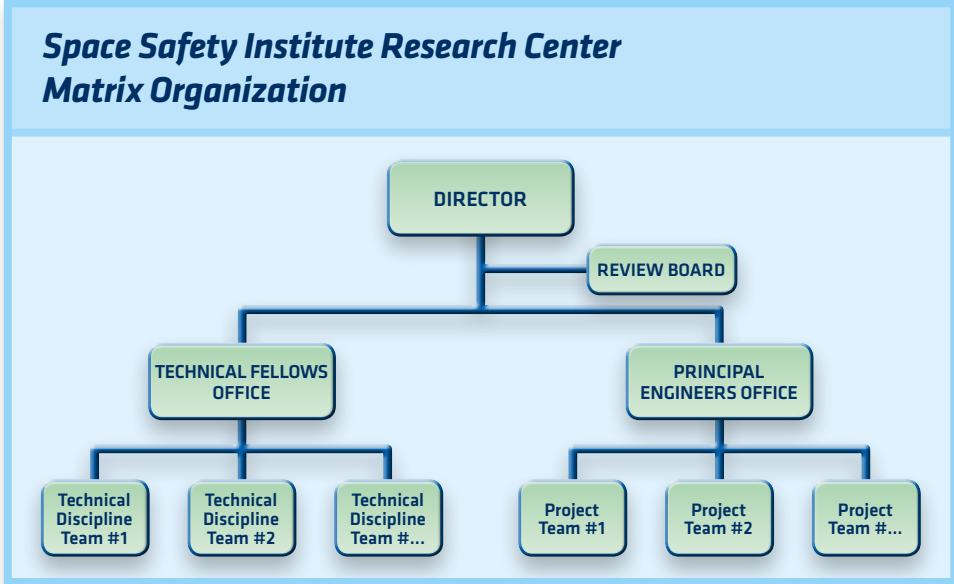 Space Safety Institute Research Center
Matrix Organization
DIRECTOR
REVIEW BOARD
TECHNICAL FELLOWS
OFFICE
PRINCIPAL
ENGINEERS OFFICE
Technical
Discipline
Team #1
Technical
Discipline
Team #2
Technical
Discipline
Team #...
Project
Team #1
Project
Team #2
Project
Team #...